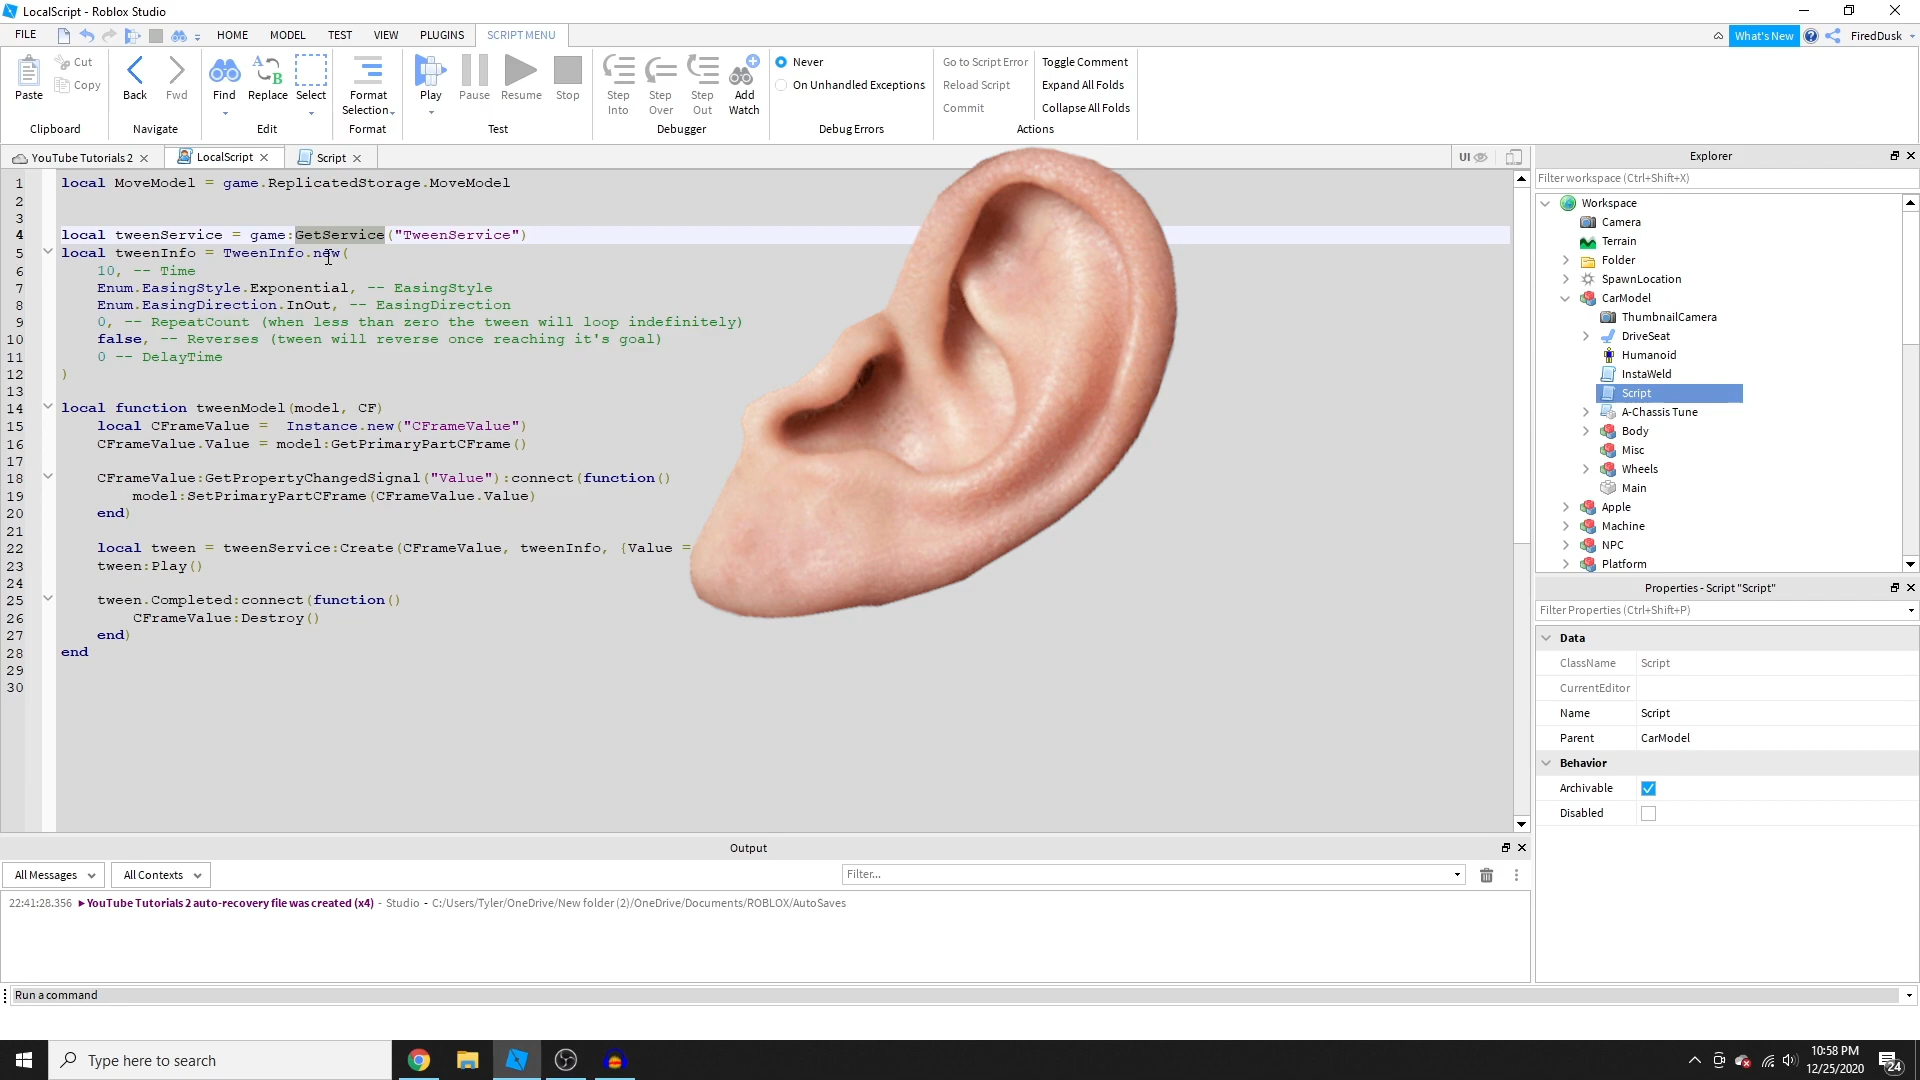 LocalScript - Roblox Studio
FILE HOME MODEL TEST VIEW PLUGINS SCRIPT MENU What's New FiredDusk
Paste Cut Copy Clipboard
Back Fwd Navigate
Find Replace Select Edit
Format Selection Format
Play Pause Resume Stop Test
Step Into Step Over Step Out Add Watch Debugger
Never
On Unhandled Exceptions
Debug Errors
Go to Script Error
Reload Script
Commit
Toggle Comment
Expand All Folds
Collapse All Folds
Actions
YouTube Tutorials 2 LocalScript Script UI
1 local MoveModel = game.ReplicatedStorage.MoveModel
2
3
4 local tweenService = game:GetService("TweenService")
5 local tweenInfo = TweenInfo.new(
6 10, -- Time
7 Enum.EasingStyle.Exponential, -- EasingStyle
8 Enum.EasingDirection.InOut, -- EasingDirection
9 0, -- RepeatCount (when less than zero the tween will loop indefinitely)
10 false, -- Reverses (tween will reverse once reaching it's goal)
11 0 -- DelayTime
12 )
13
14 local function tweenModel(model, CF)
15 local CFrameValue = Instance.new("CFrameValue")
16 CFrameValue.Value = model:GetPrimaryPartCFrame()
17
18 CFrameValue:GetPropertyChangedSignal("Value"):connect(function()
19 model:SetPrimaryPartCFrame(CFrameValue.Value)
20 end)
21
22 local tween = tweenService:Create(CFrameValue, tweenInfo, {Value =
23 tween:Play()
24
25 tween.Completed:connect(function()
26 CFrameValue:Destroy()
27 end)
28 end
29
30
Explorer
Filter workspace (Ctrl+Shift+X)
Workspace
Camera
Terrain
Folder
SpawnLocation
CarModel
ThumbnailCamera
DriveSeat
Humanoid
InstaWeld
Script
A-Chassis Tune
Body
Misc
Wheels
Main
Apple
Machine
NPC
Platform
Properties - Script "Script"
Filter Properties (Ctrl+Shift+P)
Data
ClassName Script
CurrentEditor
Name Script
Parent CarModel
Behavior
Archivable
Disabled
Output
All Messages All Contexts Filter...
22:41:28.356 ▶YouTube Tutorials 2 auto-recovery file was created (x4) - Studio - C:/Users/Tyler/OneDrive/New folder (2)/OneDrive/Documents/ROBLOX/AutoSaves
Run a command
Type here to search
10:58 PM
12/25/2020
24